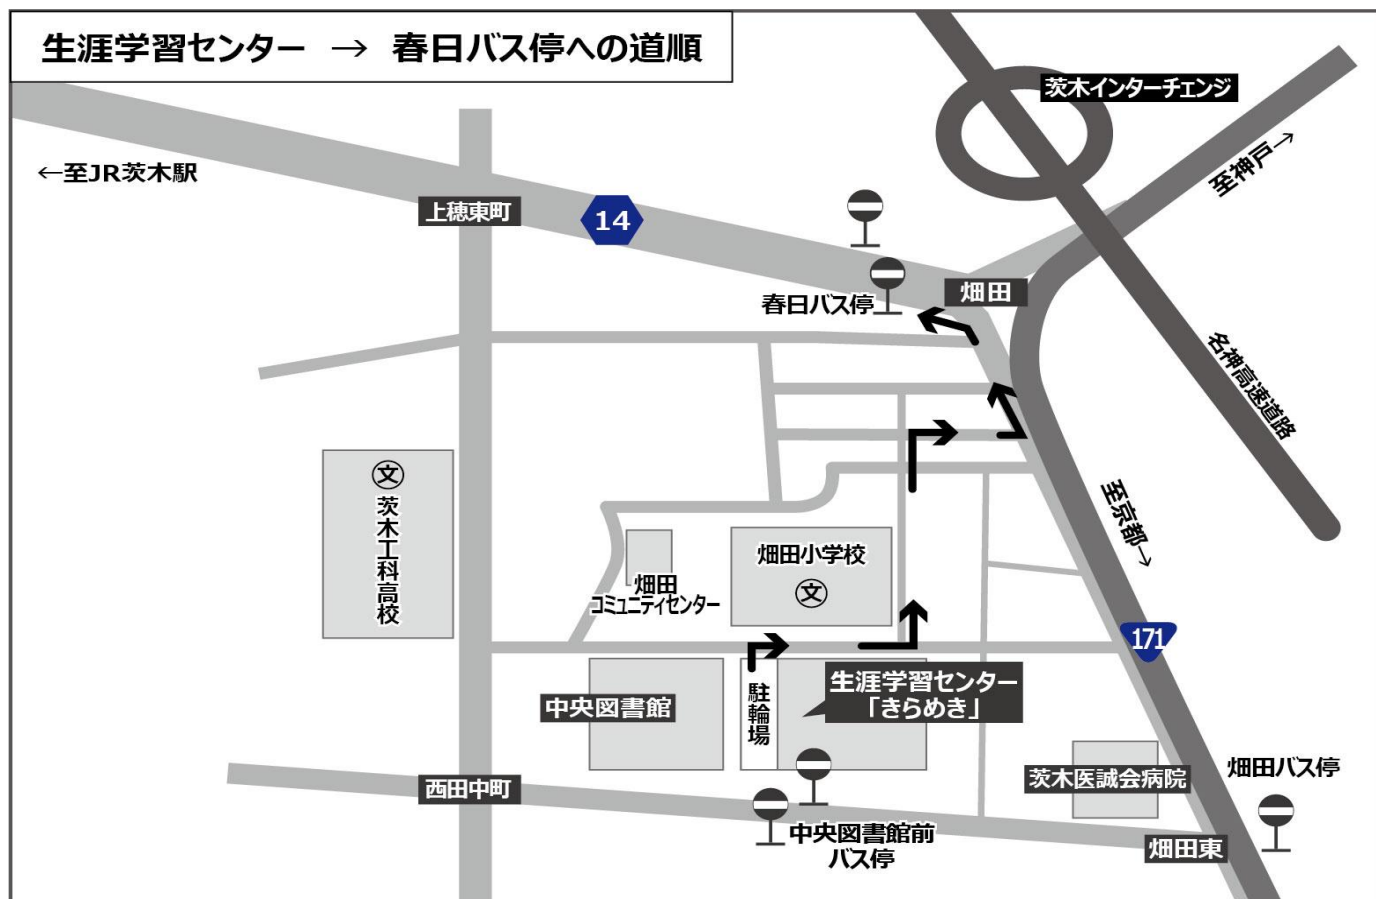 生涯学習センター → 春日バス停への道順
茨木インターチェンジ
←至JR茨木駅
至神戸→
上穂東町
14
春日バス停
畑田
名神高速道路
文
茨木工科高校
至京都→
畑田小学校
文
畑田
コミュニティセンター
171
中央図書館
駐輪場
生涯学習センター
「きらめき」
西田中町
茨木医誠会病院
畑田バス停
中央図書館前
バス停
畑田東